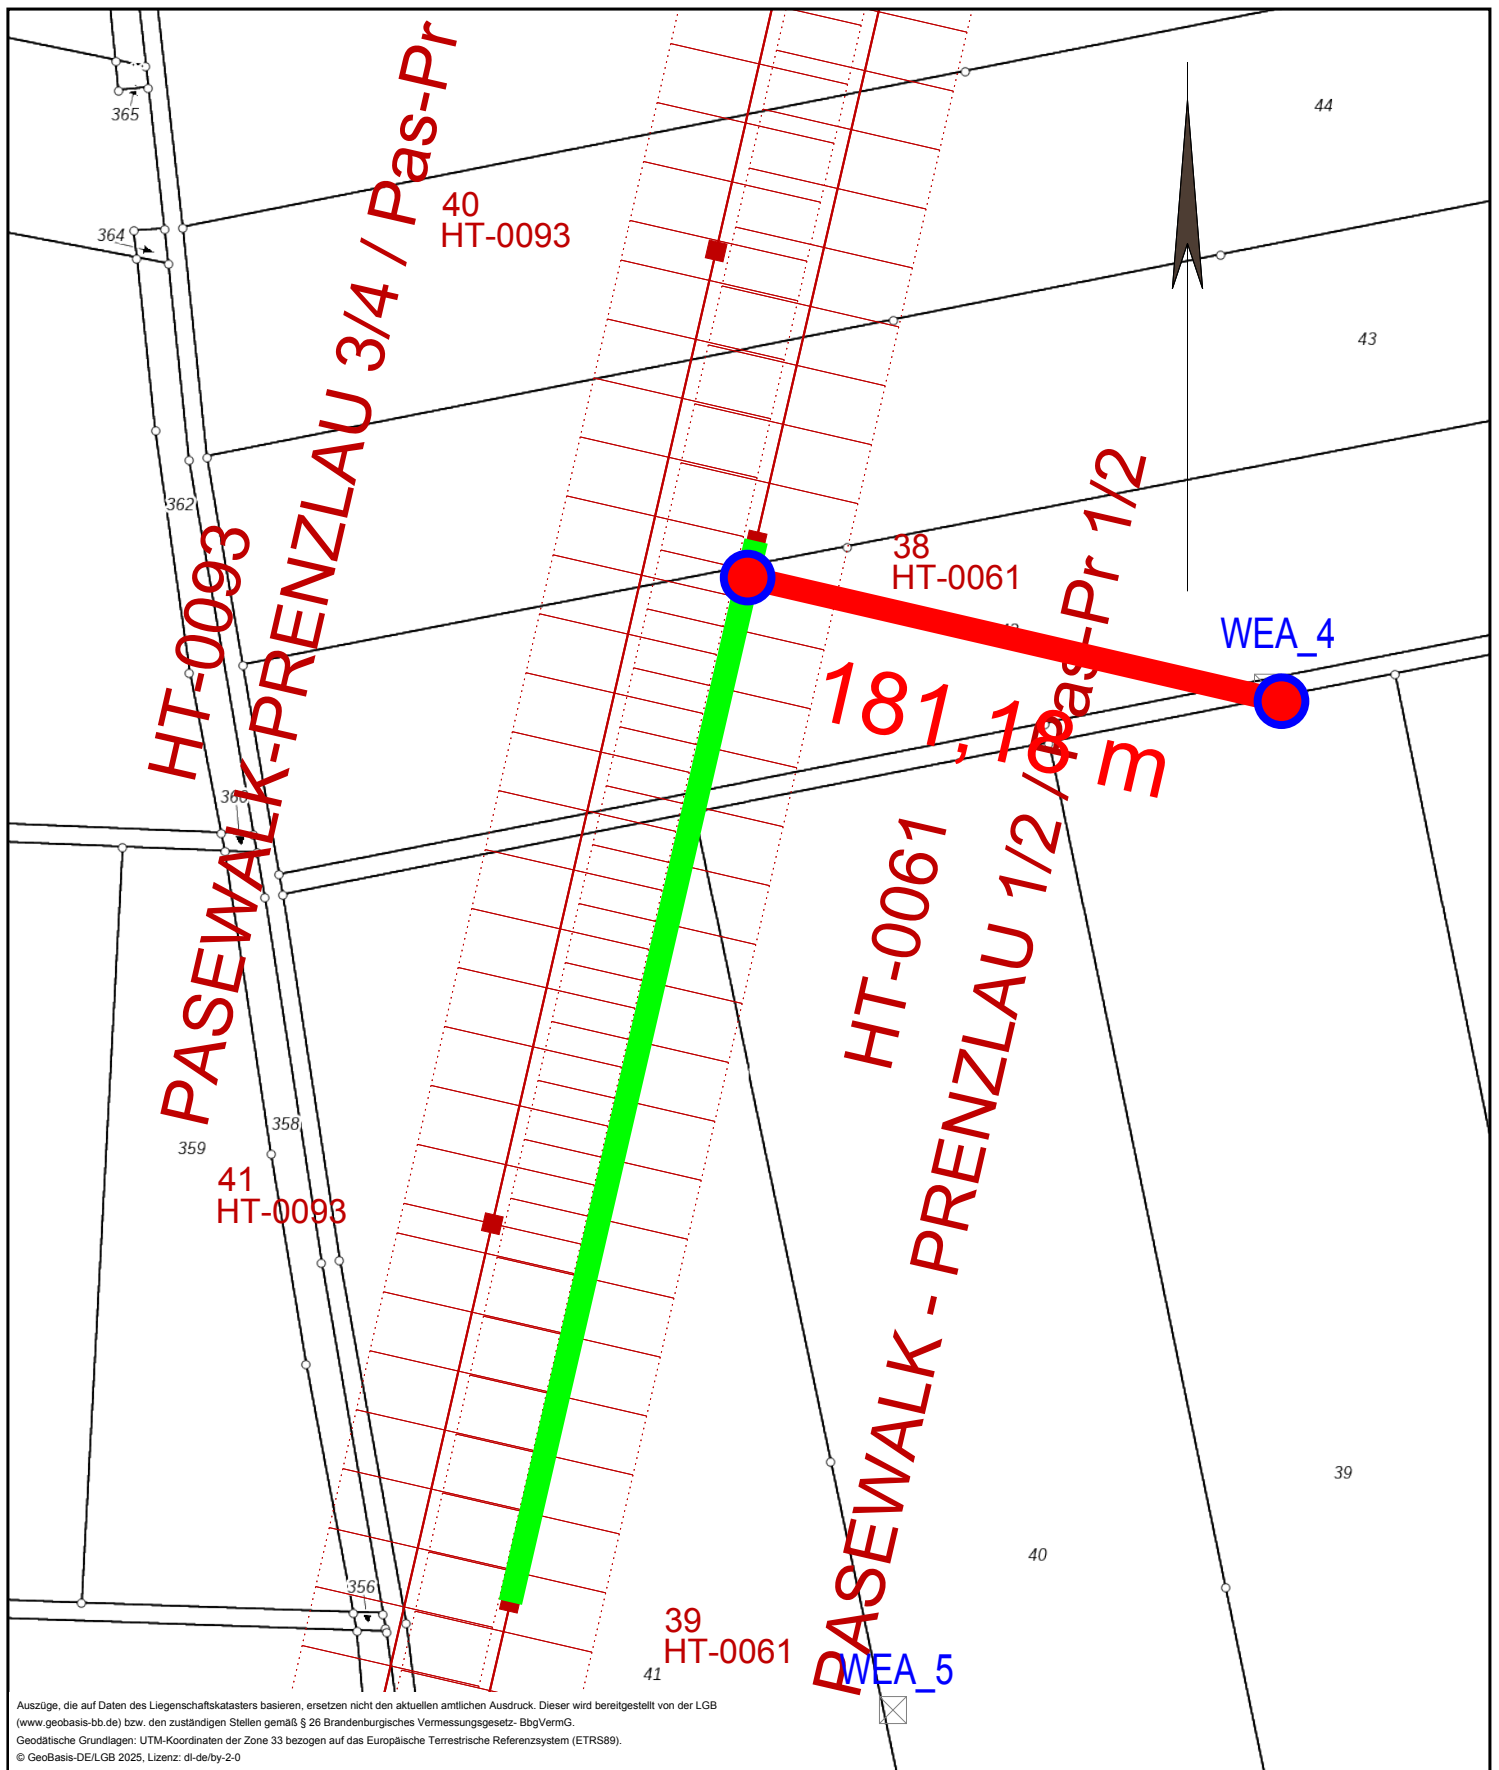 365
44
364
40
HT-0093
43
362
38
HT-0061
WEA_4
181,18 m
HT-0093
PASEWALK-PRENZLAU 3/4 / Pas-Pr
HT-0061
PASEWALK - PRENZLAU 1/2 / Pas-Pr 1/2
358
359
41
HT-0093
39
40
356
39
HT-0061
41
WEA_5
Auszüge, die auf Daten des Liegenschaftskatasters basieren, ersetzen nicht den aktuellen amtlichen Ausdruck. Dieser wird bereitgestellt von der LGB
(www.geobasis-bb.de) bzw. den zuständigen Stellen gemäß § 26 Brandenburgisches Vermessungsgesetz- BbgVermG.
Geodätische Grundlagen: UTM-Koordinaten der Zone 33 bezogen auf das Europäische Terrestrische Referenzsystem (ETRS89).
© GeoBasis-DE/LGB 2025, Lizenz: dl-de/by-2-0